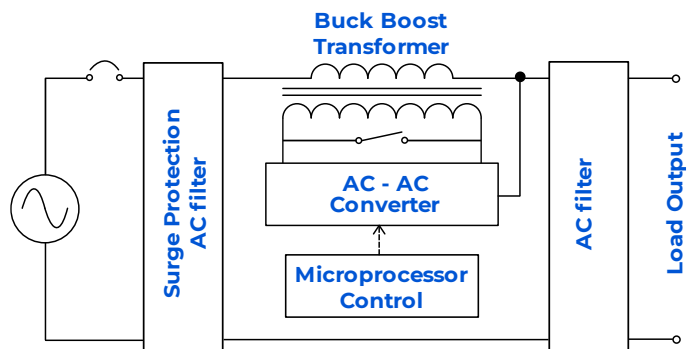 Buck Boost
Transformer
Surge Protection
AC filter
AC - AC
Converter
Microprocessor
Control
AC filter
Load Output